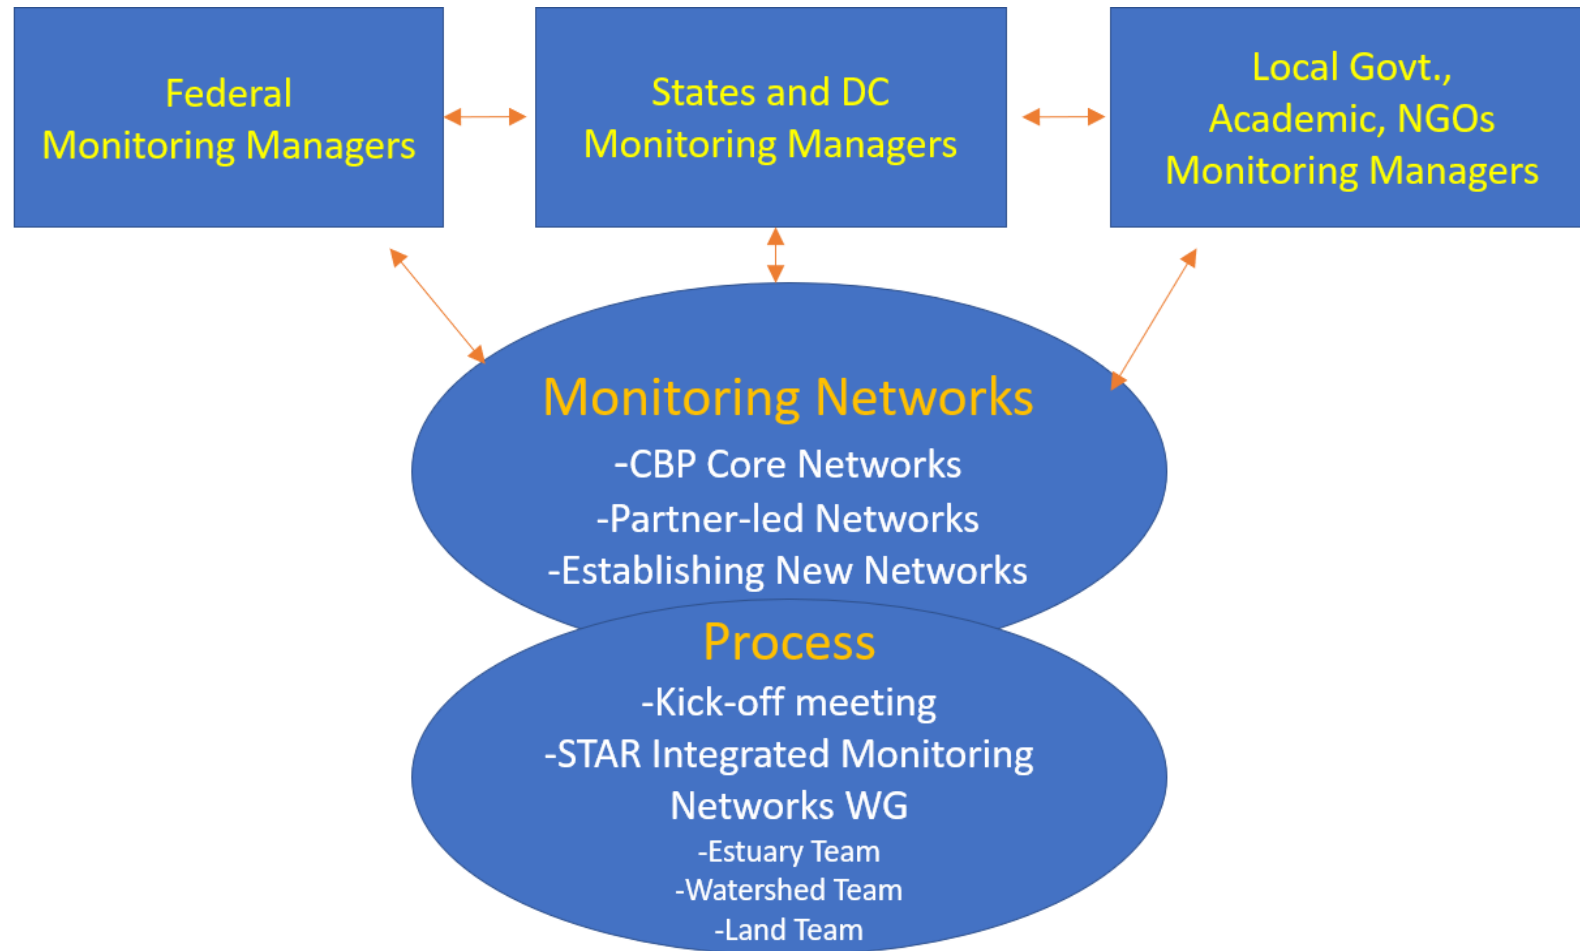 Federal
Monitoring Managers
States and DC
Monitoring Managers
Local Govt.,
Academic, NGOs
Monitoring Managers
Monitoring Networks
-CBP Core Networks
-Partner-led Networks
-Establishing New Networks
Process
-Kick-off meeting
-STAR Integrated Monitoring
Networks WG
-Estuary Team
-Watershed Team
-Land Team